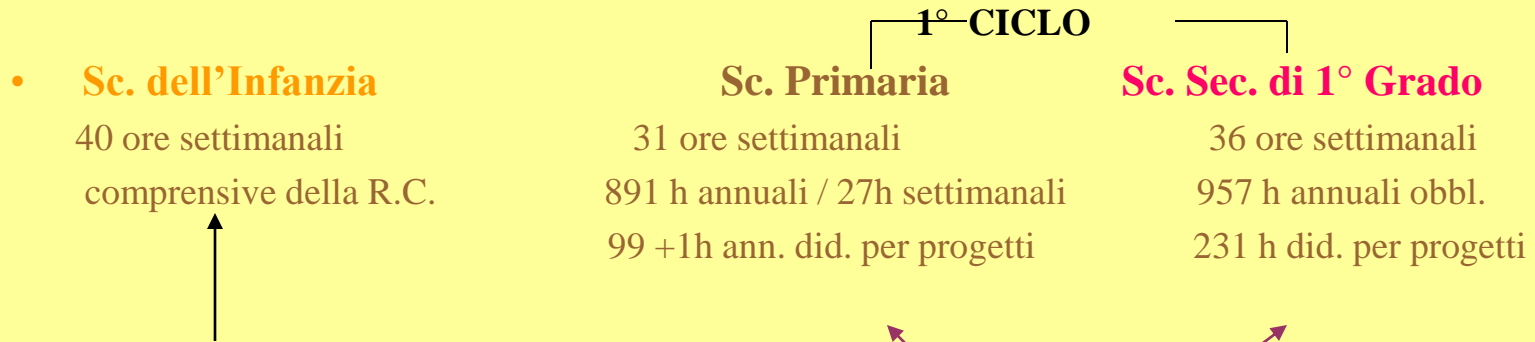 1° CICLO
• Sc. dell’Infanzia Sc. Primaria Sc. Sec. di 1° Grado
40 ore settimanali 31 ore settimanali 36 ore settimanali
comprensive della R.C. 891 h annuali / 27h settimanali 957 h annuali obbl.
99 +1h ann. did. per progetti 231 h did. per progetti